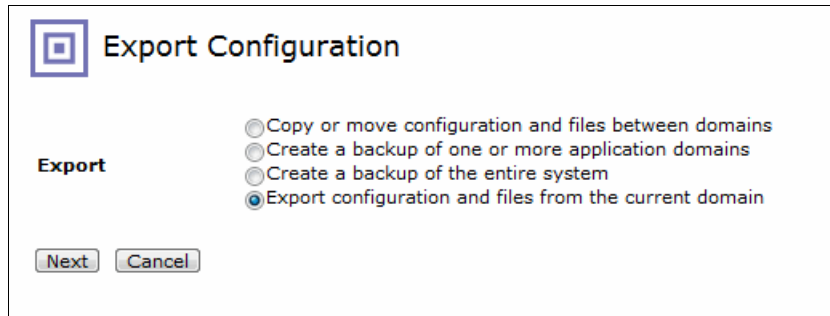 Export Configuration
Copy or move configuration and files between domains
Create a backup of one or more application domains
Export
Create a backup of the entire system
Export configuration and files from the current domain
Next Cancel